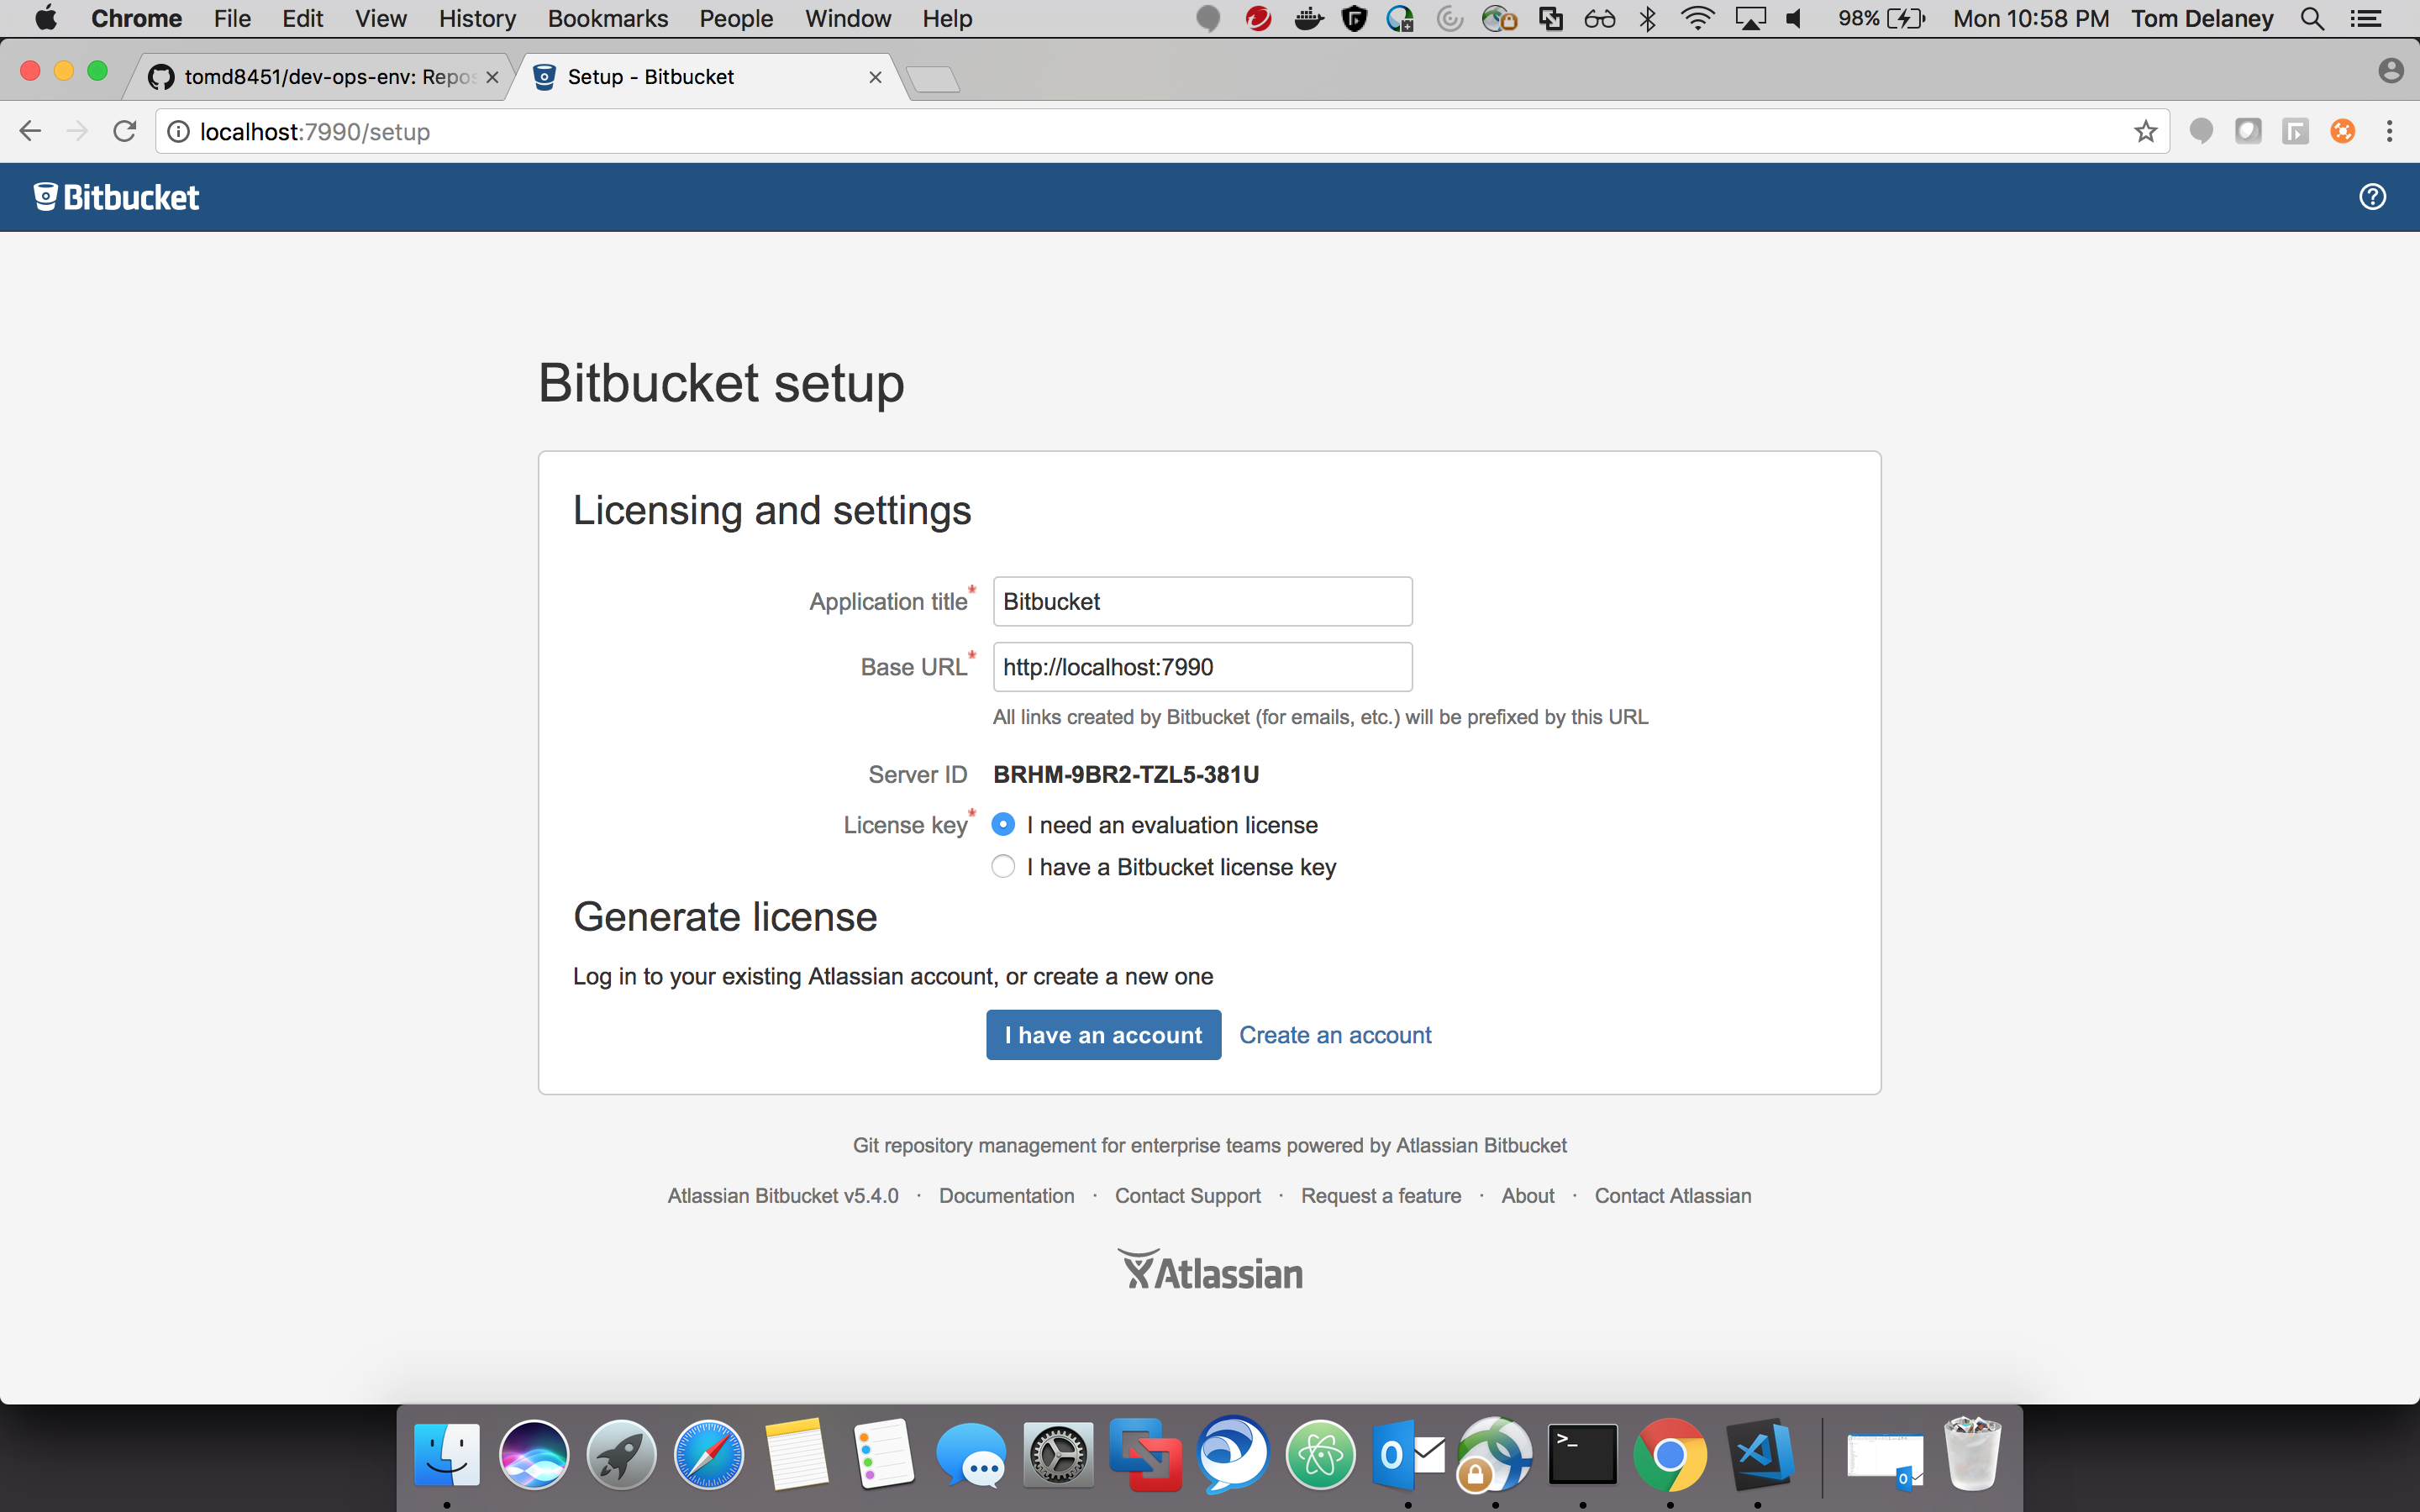 Chrome File Edit View History Bookmarks People Window Help 98% Mon 10:58 PM Tom Delaney
tomd8451/dev-ops-env: Repos Setup - Bitbucket
localhost:7990/setup
Bitbucket
Bitbucket setup
Licensing and settings
Application title* Bitbucket
Base URL* http://localhost:7990
All links created by Bitbucket (for emails, etc.) will be prefixed by this URL
Server ID BRHM-9BR2-TZL5-381U
License key* I need an evaluation license
I have a Bitbucket license key
Generate license
Log in to your existing Atlassian account, or create a new one
I have an account Create an account
Git repository management for enterprise teams powered by Atlassian Bitbucket
Atlassian Bitbucket v5.4.0 · Documentation · Contact Support · Request a feature · About · Contact Atlassian
Atlassian